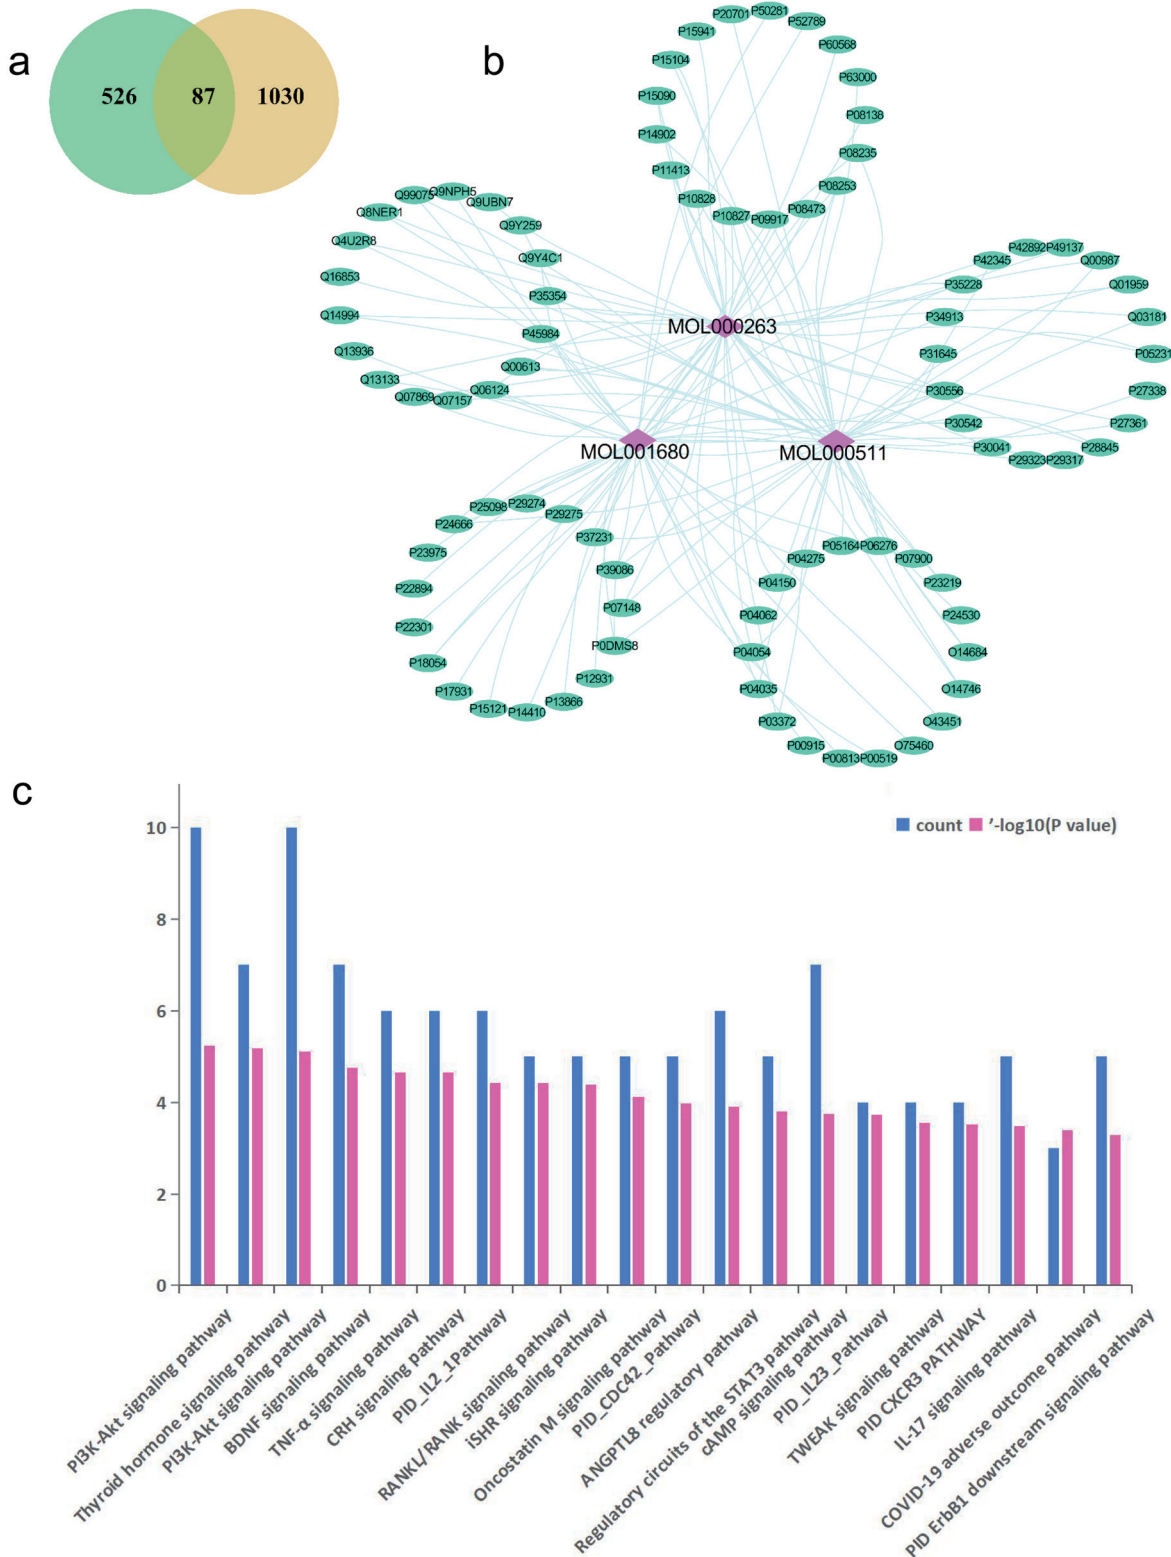 a
526
87
1030
b
P50281
P20701
P52789
P15941
P60568
P15104
P63000
P15090
P08138
P14902
P08235
P11413
P08253
P10828
P08473
P10827
P09917
Q9NPH5
Q99075
Q9UBN7
Q8NER1
Q9Y259
Q4U2R8
Q9Y4C1
Q16853
P35354
Q14994
P45984
Q13936
Q00613
Q13133
Q06124
Q07869
Q07157
P42892
P49137
P42345
Q00987
P35228
Q01959
P34913
Q03181
P31645
P05231
P30556
P27338
P30542
P27361
P30041
P28845
P29323
P29317
MOL000263
MOL001680
MOL000511
P29274
P25098
P29275
P24666
P37231
P23975
P39086
P22894
P07148
P22301
P0DMS8
P18054
P12931
P17931
P13866
P15121
P14410
P05164
P06276
P04275
P07900
P04150
P23219
P04062
P24530
P04054
O14684
P04035
O14746
P03372
O43451
P00915
O75460
P00813
P00519
c
count
'-log10(P value)
10
8
6
4
2
0
PI3K-Akt signaling pathway
Thyroid hormone signaling pathway
PI3K-Akt signaling pathway
BDNF signaling pathway
TNF-α signaling pathway
CRH signaling pathway
PID_IL2_1Pathway
RANKL/RANK signaling pathway
iSHR signaling pathway
Oncostatin M signaling pathway
PID_CDC42_Pathway
ANGPTL8 regulatory pathway
Regulatory circuits of the STAT3 pathway
cAMP signaling pathway
PID_IL23_Pathway
TWEAK signaling pathway
PID CXCR3 PATHWAY
IL-17 signaling pathway
COVID-19 adverse outcome pathway
PID ErbB1 downstream signaling pathway